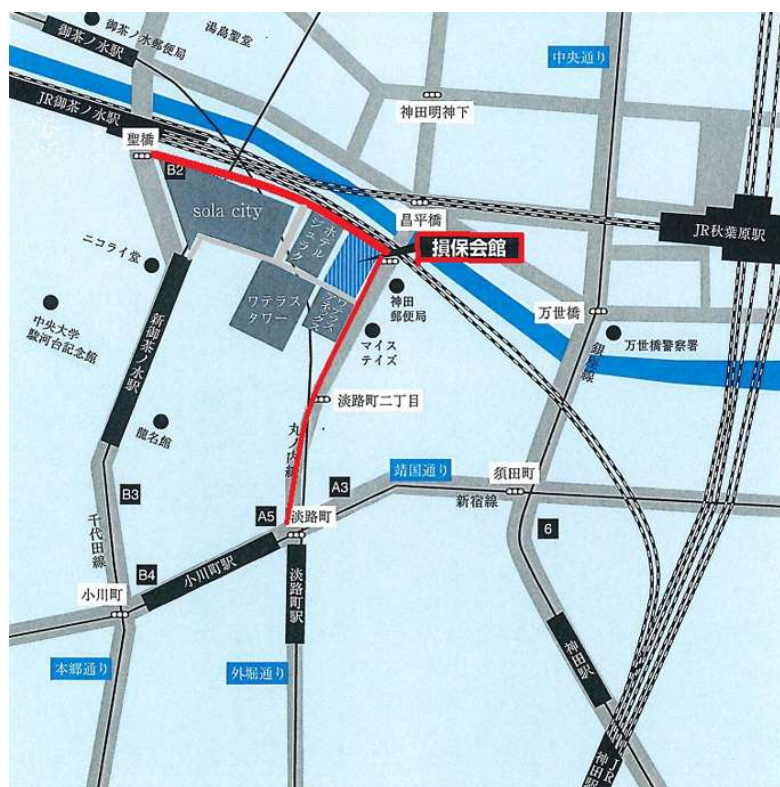 御茶ノ水郵便局
湯島聖堂
御茶ノ水駅
中央通り
JR御茶ノ水駅
神田明神下
聖橋
B2
sola city
ホテル
ジュラク
昌平橋
JR秋葉原駅
損保会館
ニコライ堂
神田
郵便局
ワテラス
タワー
ワテラス
アネックス
中央大学
駿河台記念館
新御茶ノ水駅
マイス
テイズ
万世橋
万世橋警察署
銀座線
淡路町二丁目
龍名館
丸ノ内線
靖国通り
須田町
新宿線
B3
A3
A5
淡路町
6
千代田線
小川町駅
B4
淡路町駅
小川町
神田駅
本郷通り
外堀通り
JR
神田駅